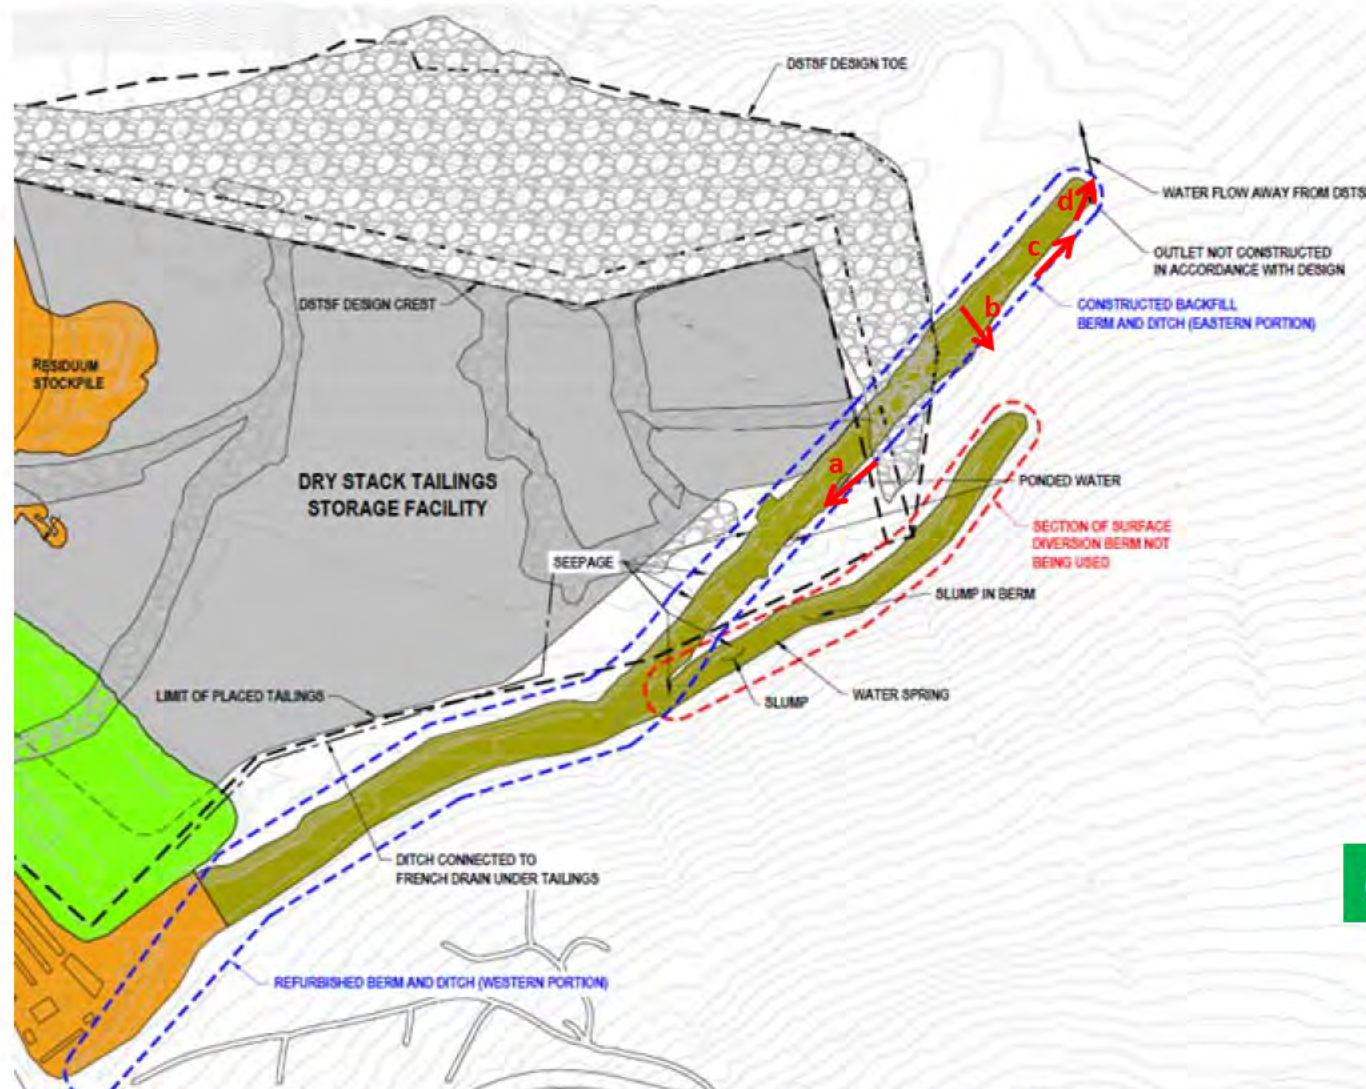 DSTSF DESIGN TOE
WATER FLOW AWAY FROM DSTS
d
c
OUTLET NOT CONSTRUCTED
IN ACCORDANCE WITH DESIGN
DSTSF DESIGN CREST
b
CONSTRUCTED BACKFILL
BERM AND DITCH (EASTERN PORTION)
RESIDUUM
STOCKPILE
a
DRY STACK TAILINGS
STORAGE FACILITY
PONDED WATER
SECTION OF SURFACE
DIVERSION BERM NOT
BEING USED
SEEPAGE
SLUMP IN BERM
LIMIT OF PLACED TAILINGS
WATER SPRING
SLUMP
DITCH CONNECTED TO
FRENCH DRAIN UNDER TAILINGS
REFURBISHED BERM AND DITCH (WESTERN PORTION)